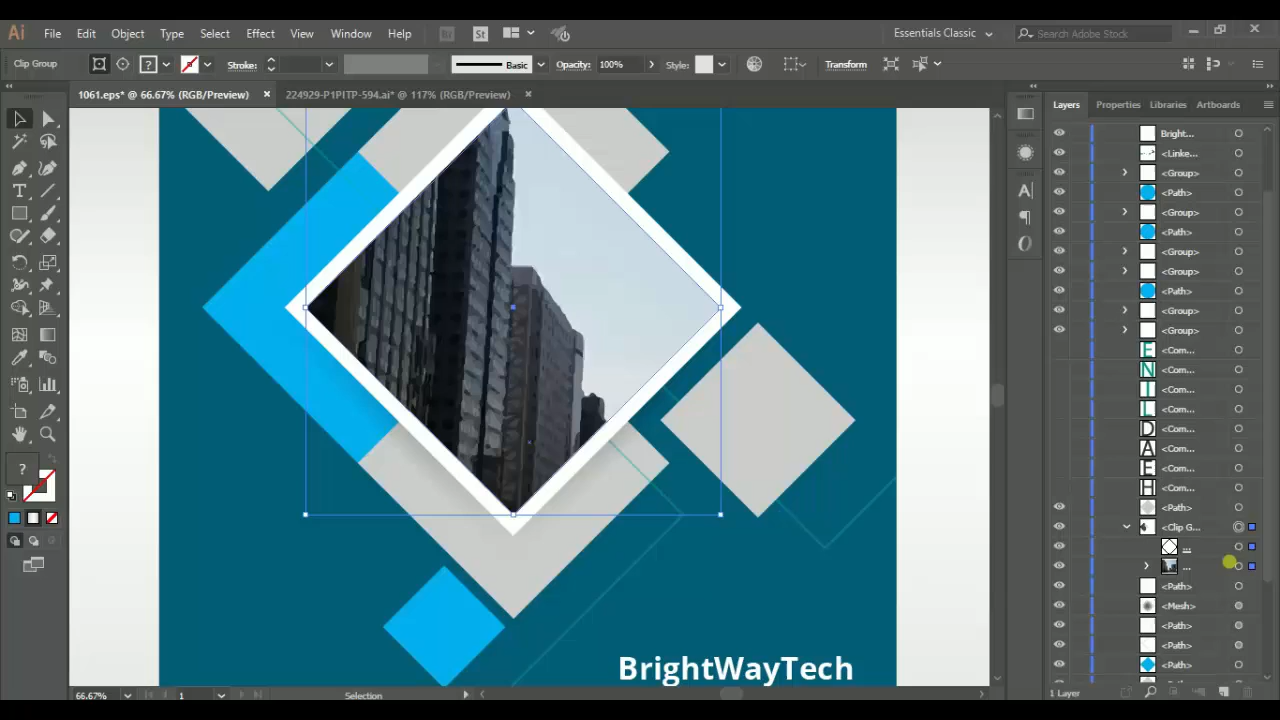 Ai File Edit Object Type Select Effect View Window Help Br St Essentials Classic Search Adobe Stock
Clip Group ? Stroke: Basic Opacity: 100% Style: Transform
1061.eps* @ 66.67% (RGB/Preview) × 224929-P1PITP-594.ai* @ 117% (RGB/Preview) ×
Layers Properties Libraries Artboards
Bright...
<Linke...
<Group>
<Path>
<Group>
<Path>
<Group>
<Group>
<Path>
<Group>
<Group>
E <Com...
N <Com...
I <Com...
L <Com...
D <Com...
A <Com...
E <Com...
H <Com...
<Path>
<Clip G...
...
...
<Path>
<Mesh>
<Path>
<Path>
<Path>
?
BrightWayTech
66.67% 1 Selection
1 Layer